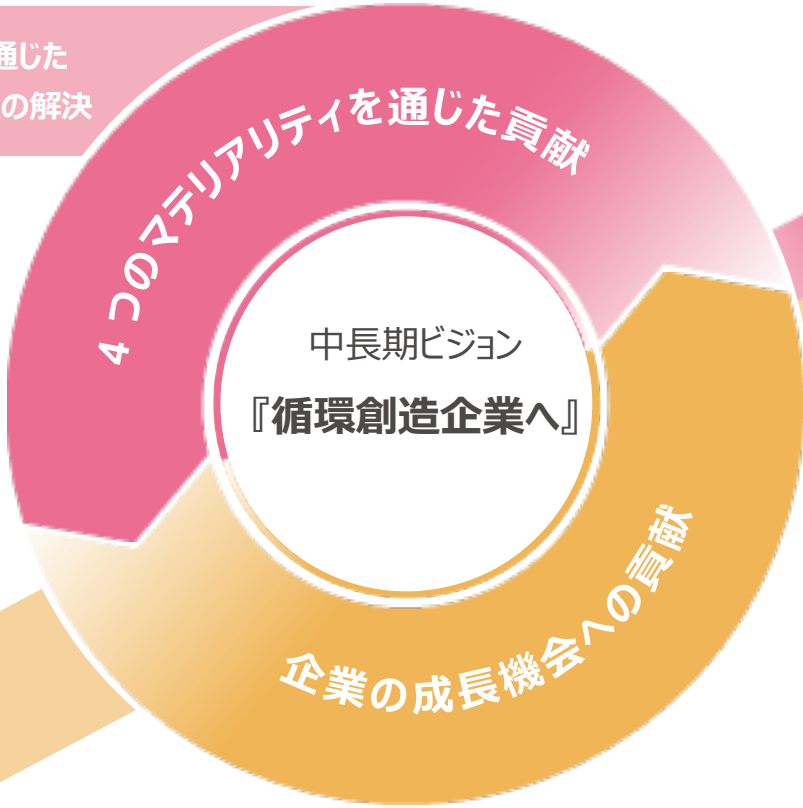 通じた
の解決
4つのマテリアリティを通じた貢献
中長期ビジョン
『循環創造企業へ』
企業の成長機会への貢献